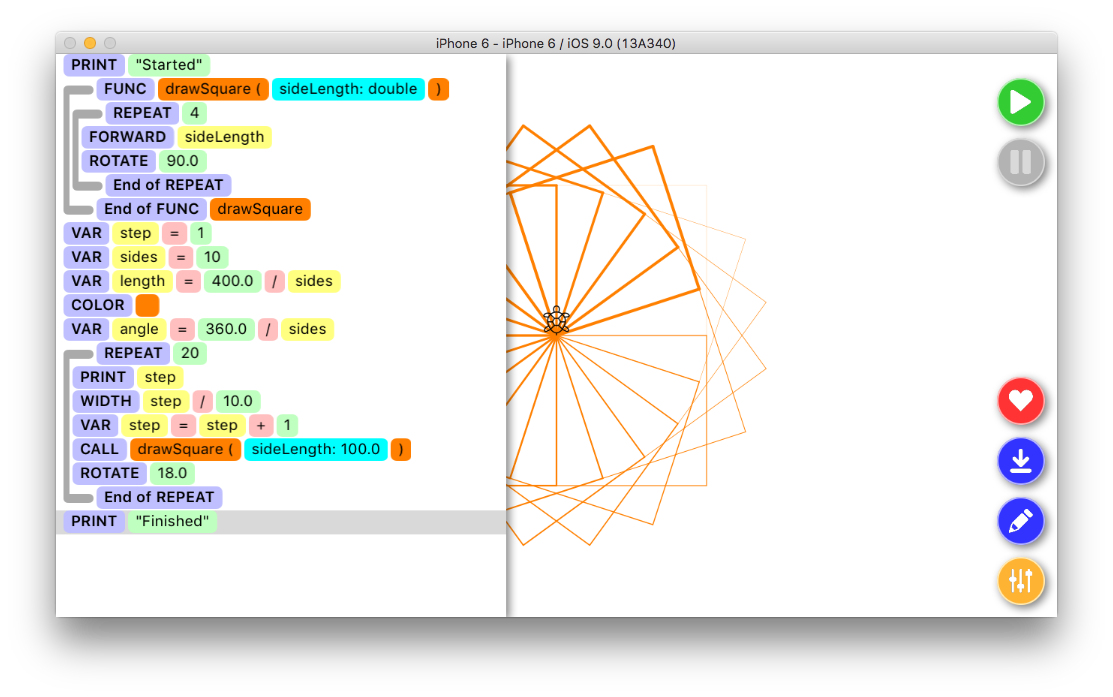 iPhone 6 - iPhone 6 / iOS 9.0 (13A340)
PRINT "Started"
FUNC drawSquare ( sideLength: double )
REPEAT 4
FORWARD sideLength
ROTATE 90.0
End of REPEAT
End of FUNC drawSquare
VAR step = 1
VAR sides = 10
VAR length = 400.0 / sides
COLOR
VAR angle = 360.0 / sides
REPEAT 20
PRINT step
WIDTH step / 10.0
VAR step = step + 1
CALL drawSquare ( sideLength: 100.0 )
ROTATE 18.0
End of REPEAT
PRINT "Finished"